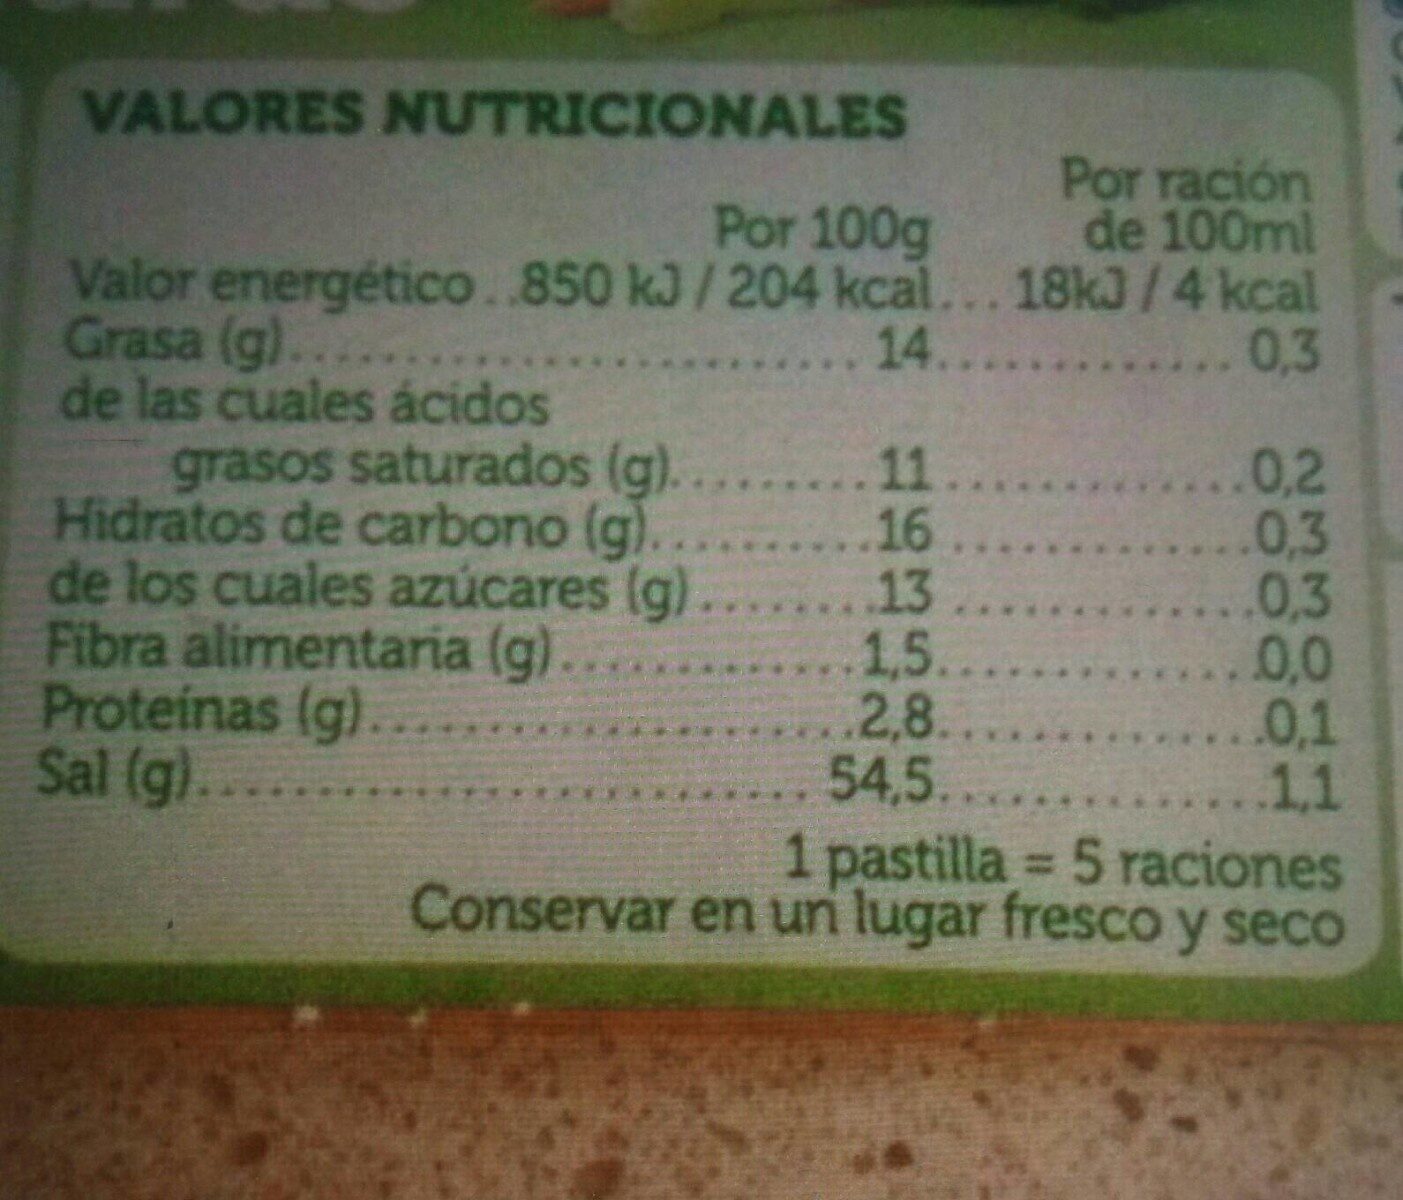 VALORES NUTRICIONALES
Por ración
Por 100g de 100ml
Valor energético..850 kJ / 204 kcal... 18kJ / 4 kcal
Grasa (g)............................ 14.............. 0,3
de las cuales ácidos
grasos saturados (g)..........11..............0,2
Hidratos de carbono (g)...........16..............0,3
de los cuales azúcares (g)........13..............0,3
Fibra alimentaria (g)..............1,5..............0,0
Proteínas (g).......................2,8..............0,1
Sal (g)............................. 54,5..............1,1
1 pastilla = 5 raciones
Conservar en un lugar fresco y seco